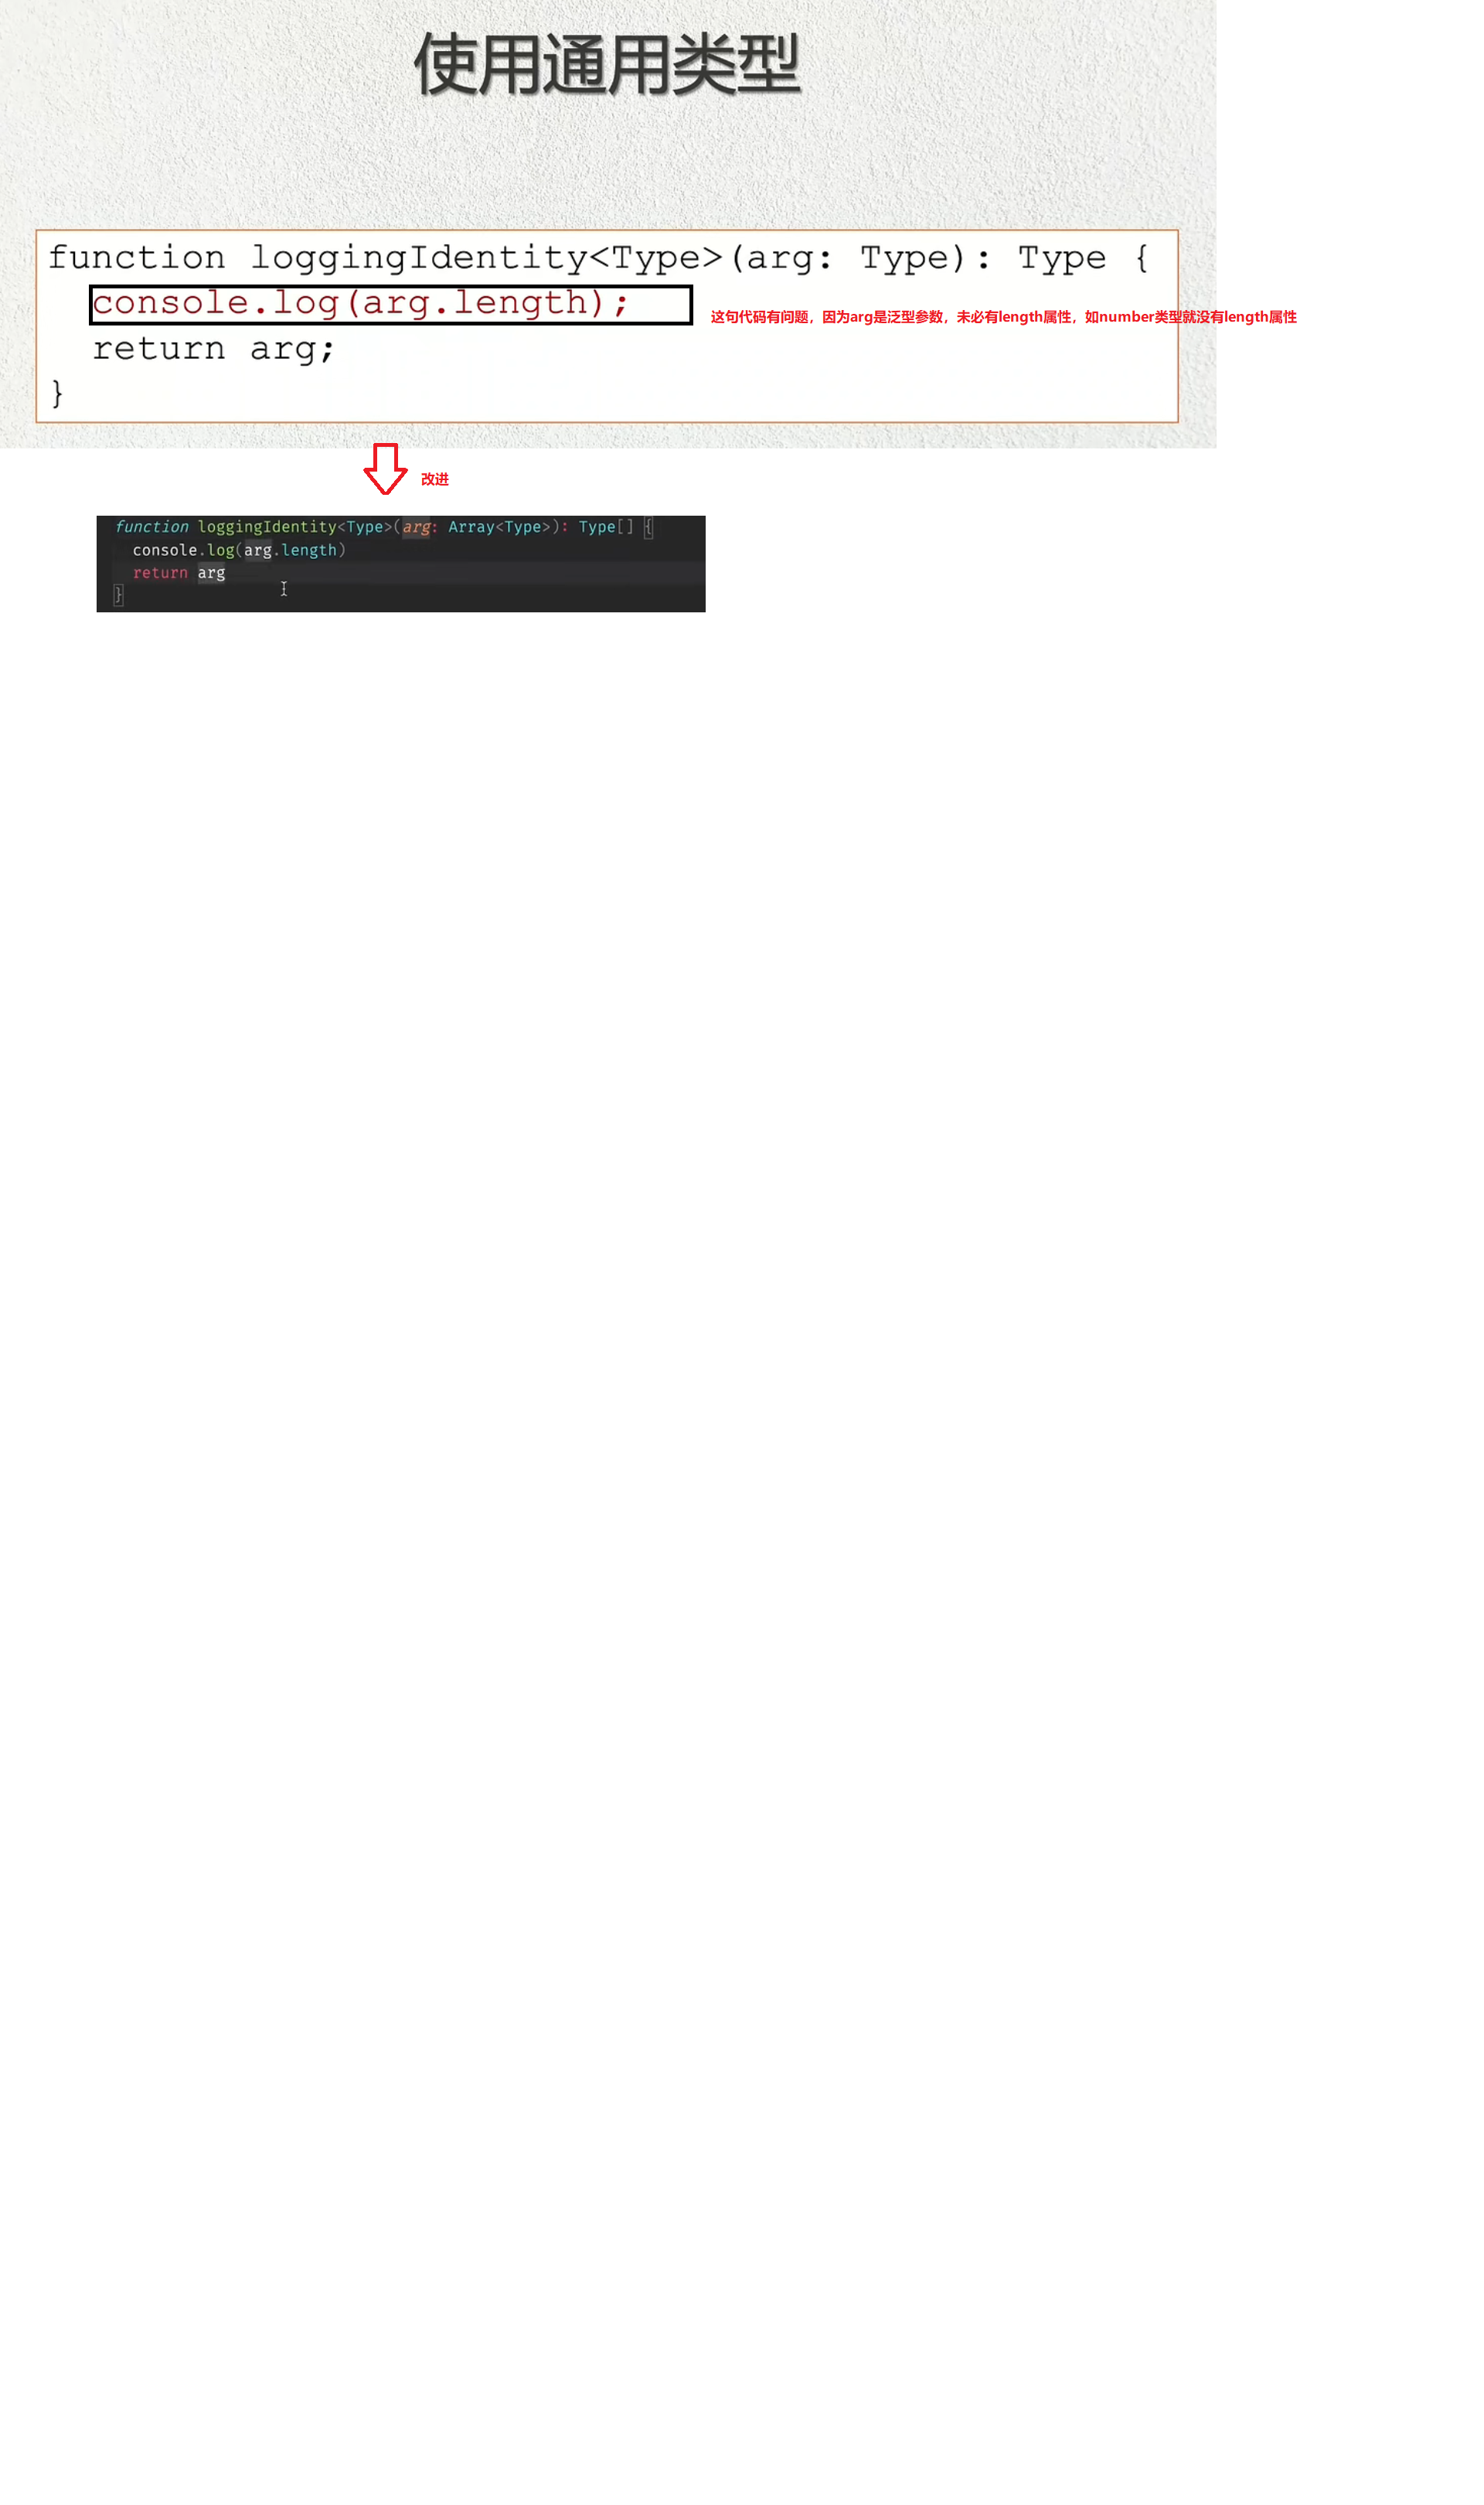 使用通用类型
function loggingIdentity<Type>(arg: Type): Type {
console.log(arg.length);
这句代码有问题，因为arg是泛型参数，未必有length属性，如number类型就没有length属性
return arg;
}
改进
function loggingIdentity<Type>(arg: Array<Type>): Type[] {
console.log(arg.length)
return arg
}